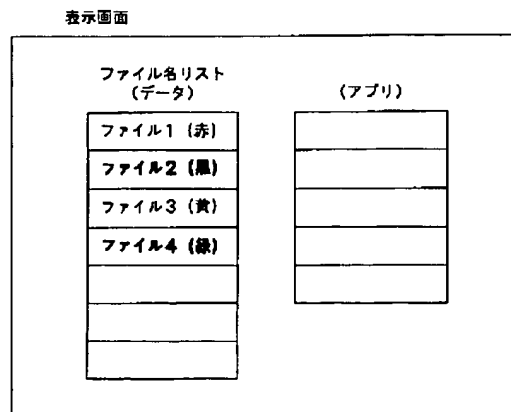 表示画面
ファイル名リスト
(データ)
(アプリ)
ファイル1 (赤)
ファイル2 (黒)
ファイル3 (黄)
ファイル4 (緑)